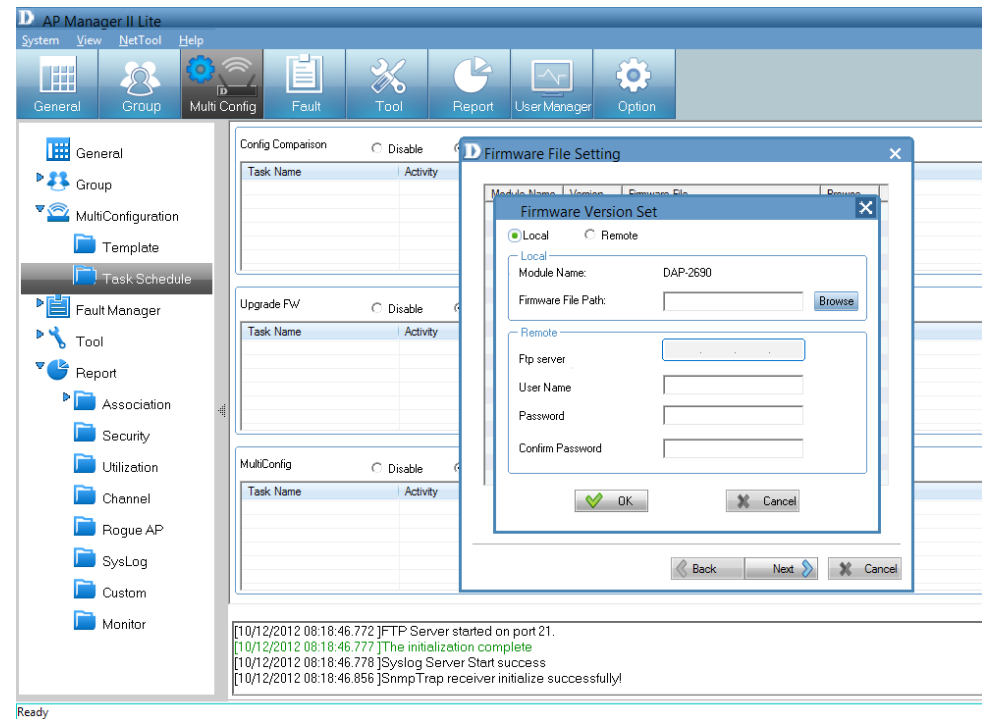 D AP Manager II Lite
System View NetTool Help
General Group Multi Config Fault Tool Report User Manager Option
General
Group
MultiConfiguration
Template
Task Schedule
Fault Manager
Tool
Report
Association
Security
Utilization
Channel
Rogue AP
SysLog
Custom
Monitor
Config Comparison Disable
Task Name Activity
Upgrade FW Disable
Task Name Activity
MultiConfig Disable
Task Name Activity
D Firmware File Setting
Module Name Version Firmware File Browse
Firmware Version Set
Local Remote
Local
Module Name: DAP-2690
Firmware File Path: Browse
Remote
Ftp server . . .
User Name
Password
Confirm Password
OK Cancel
Back Next Cancel
[10/12/2012 08:18:46.772 ]FTP Server started on port 21.
[10/12/2012 08:18:46.777 ]The initialization complete
[10/12/2012 08:18:46.778 ]Syslog Server Start success
[10/12/2012 08:18:46.856 ]SnmpTrap receiver initialize successfully!
Ready